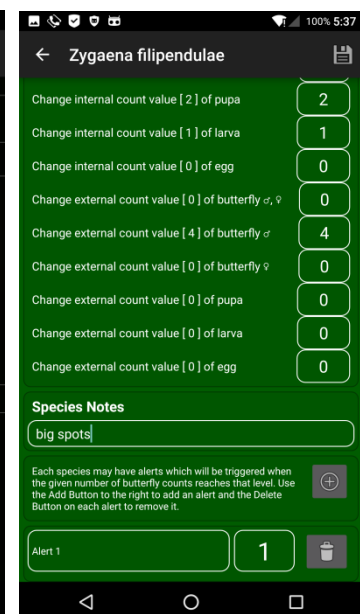 100% 5:37
Zygaena filipendulae
Change internal count value [ 2 ] of pupa 2
Change internal count value [ 1 ] of larva 1
Change internal count value [ 0 ] of egg 0
Change external count value [ 0 ] of butterfly ♂, ♀ 0
Change external count value [ 4 ] of butterfly ♂ 4
Change external count value [ 0 ] of butterfly ♀ 0
Change external count value [ 0 ] of pupa 0
Change external count value [ 0 ] of larva 0
Change external count value [ 0 ] of egg 0
Species Notes
big spots
Each species may have alerts which will be triggered when
the given number of butterfly counts reaches that level. Use
the Add Button to the right to add an alert and the Delete
Button on each alert to remove it.
Alert 1 1